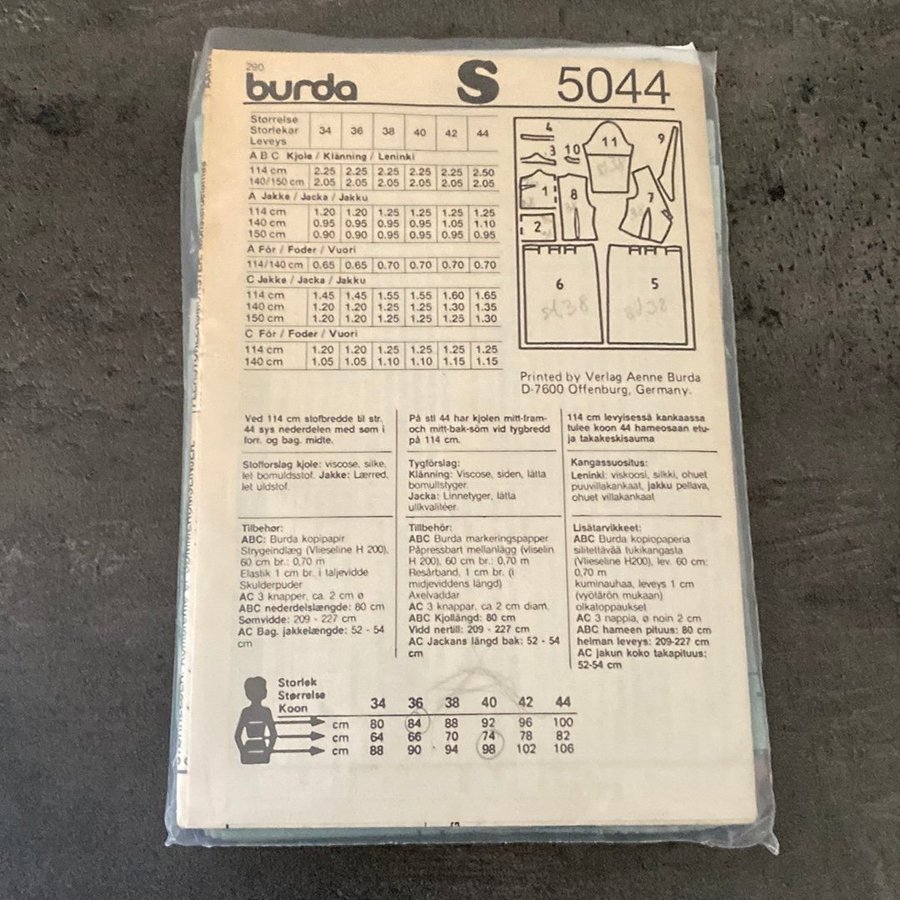 290
burda S 5044
Størrelse
Storlekar
Leveys
34 36 38 40 42 44
A B C Kjole / Klänning / Leninki
114 cm 2.25 2.25 2.25 2.25 2.25 2.50
140/150 cm 2.05 2.05 2.05 2.05 2.05 2.05
A Jakke / Jacka / Jakku
114 cm 1.20 1.20 1.25 1.25 1.25 1.25
140 cm 0.95 0.95 0.95 0.95 1.05 1.10
150 cm 0.90 0.90 0.95 0.95 0.95 0.95
A Fór / Foder / Vuori
114/140 cm 0.65 0.65 0.70 0.70 0.70 0.70
C Jakke / Jacka / Jakku
114 cm 1.45 1.45 1.55 1.55 1.60 1.65
140 cm 1.20 1.20 1.25 1.25 1.30 1.35
150 cm 1.20 1.20 1.25 1.25 1.25 1.30
C Fór / Foder / Vuori
114 cm 1.20 1.20 1.25 1.25 1.25 1.25
140 cm 1.05 1.05 1.10 1.10 1.15 1.15
4 11 9
3 10
1 8 7
2
6 5
Printed by Verlag Aenne Burda
D-7600 Offenburg, Germany.
Ved 114 cm stofbredde til str.
44 sys nederdelen med søm i
forr. og bag. midte.
Stofforslag kjole: viscose, silke,
let bomuldsstof. Jakke: Lærred,
let uldstof.
Tilbehør:
ABC: Burda kopipapir
Strygeindlæg (Vlieseline H 200),
60 cm br.: 0,70 m
Elastik 1 cm br. i taljevidde
Skulderpuder
AC 3 knapper, ca. 2 cm ø
ABC nederdelslængde: 80 cm
Sømvidde: 209 - 227 cm
AC Bag. jakkelængde: 52 - 54
cm
På stl 44 har kjolen mitt-fram-
och mitt-bak-söm vid tygbredd
på 114 cm.
Tygförslag:
Klänning: Viscose, siden, lätta
bomullstyger.
Jacka: Linnetyger, lätta
ullkvalitéer.
Tillbehör:
ABC Burda markeringspapper
Påpressbart mellanlägg (vliselin
H 200), 60 cm br.: 0,70 m
Resårband, 1 cm br. (i
midjeviddens längd)
Axelvaddar
AC 3 knappar, ca 2 cm diam.
ABC Kjollängd: 80 cm
Vidd nertill: 209 - 227 cm
AC Jackans längd bak: 52 - 54
cm
114 cm levyisessä kankaassa
tulee koon 44 hameosaan etu-
ja takakeskisauma
Kangassuositus:
Leninki: viskoosi, silkki, ohuet
puuvillakankaat, jakku pellava,
ohuet villakankaat
Lisätarvikkeet:
ABC Burda kopiopaperia
silitettävää tukikangasta
(Vlieseline H200), lev. 60 cm:
0,70 m
kuminauhaa, leveys 1 cm
(vyötärön mukaan)
olkatoppaukset
AC 3 nappia, ø noin 2 cm
ABC hameen pituus: 80 cm
helman leveys: 209-227 cm
AC jakun koko takapituus:
52-54 cm
Storlek
Størrelse
Koon
34 36 38 40 42 44
cm 80 84 88 92 96 100
cm 64 66 70 74 78 82
cm 88 90 94 98 102 106